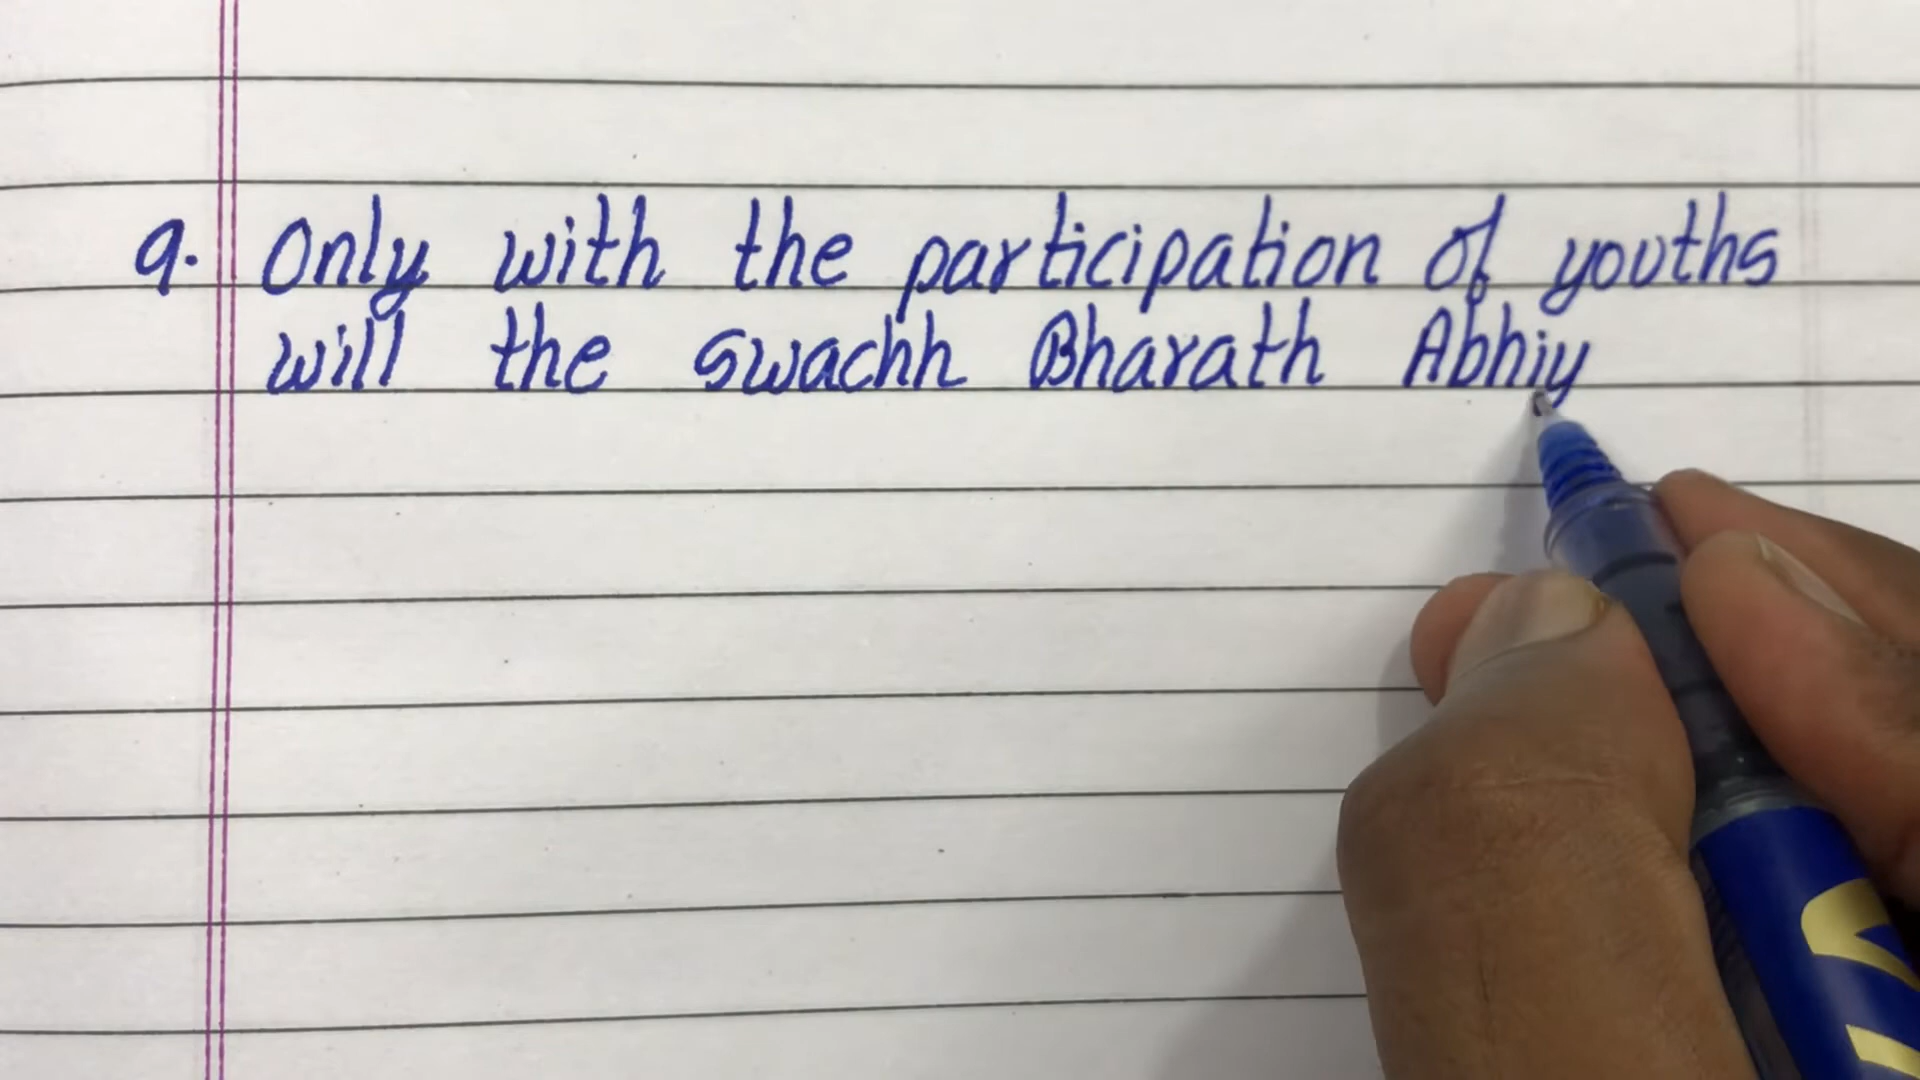 9. Only with the participation of youths
will the swachh Bharath Abhiy